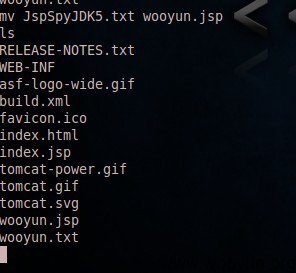 wooyun.txt
mv JspSpyJDK5.txt wooyun.jsp
ls
RELEASE-NOTES.txt
WEB-INF
asf-logo-wide.gif
build.xml
favicon.ico
index.html
index.jsp
tomcat-power.gif
tomcat.gif
tomcat.svg
wooyun.jsp
wooyun.txt